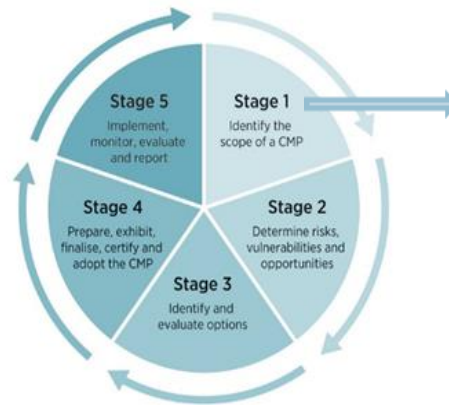 Stage 1
Identify the
scope of a CMP
Stage 2
Determine risks,
vulnerabilities and
opportunities
Stage 3
Identify and
evaluate options
Stage 4
Prepare, exhibit,
finalise, certify and
adopt the CMP
Stage 5
Implement,
monitor, evaluate
and report